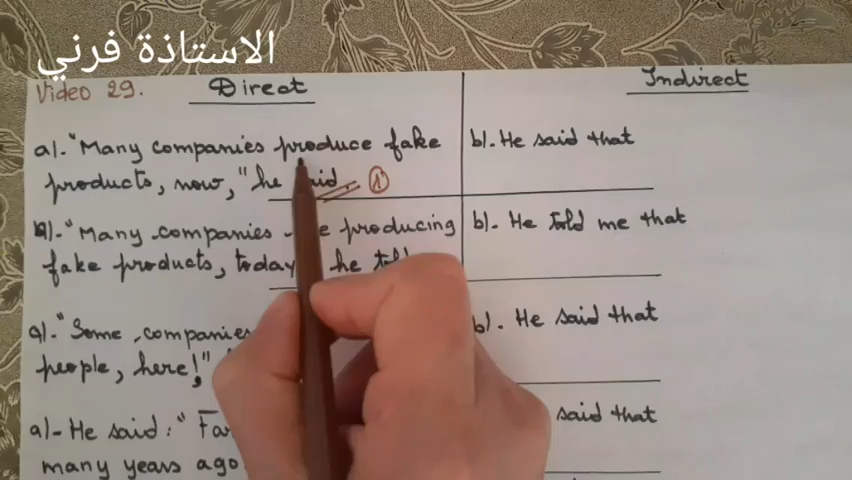 الاستاذة فرني
Video 29.
Direct
Indirect
a). "Many companies produce fake
products, now," he
①
b). He said that
a). "Many companies producing
fake products, today he
b). He told me that
a). "Some companies
people, here!"
b). He said that
a). He said: "
many years ago
said that